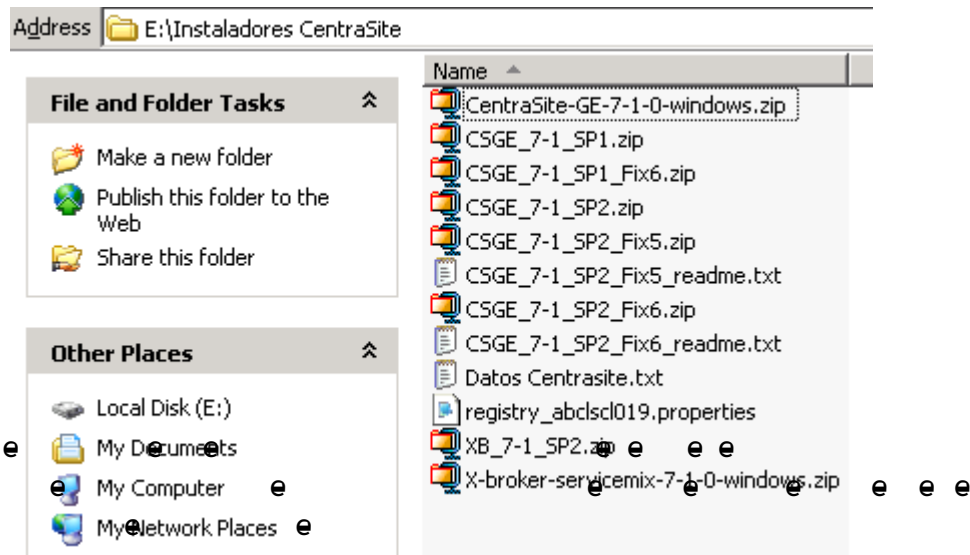 Address E:\Instaladores CentraSite
File and Folder Tasks
Make a new folder
Publish this folder to the
Web
Share this folder
Other Places
Local Disk (E:)
My Documents
My Computer
My Network Places
Name
CentraSite-GE-7-1-0-windows.zip
CSGE_7-1_SP1.zip
CSGE_7-1_SP1_Fix6.zip
CSGE_7-1_SP2.zip
CSGE_7-1_SP2_Fix5.zip
CSGE_7-1_SP2_Fix5_readme.txt
CSGE_7-1_SP2_Fix6.zip
CSGE_7-1_SP2_Fix6_readme.txt
Datos Centrasite.txt
registry_abclscl019.properties
XB_7-1_SP2.zip
X-broker-servicemix-7-1-0-windows.zip
e e e e e e e
e e e e e e e e
e e